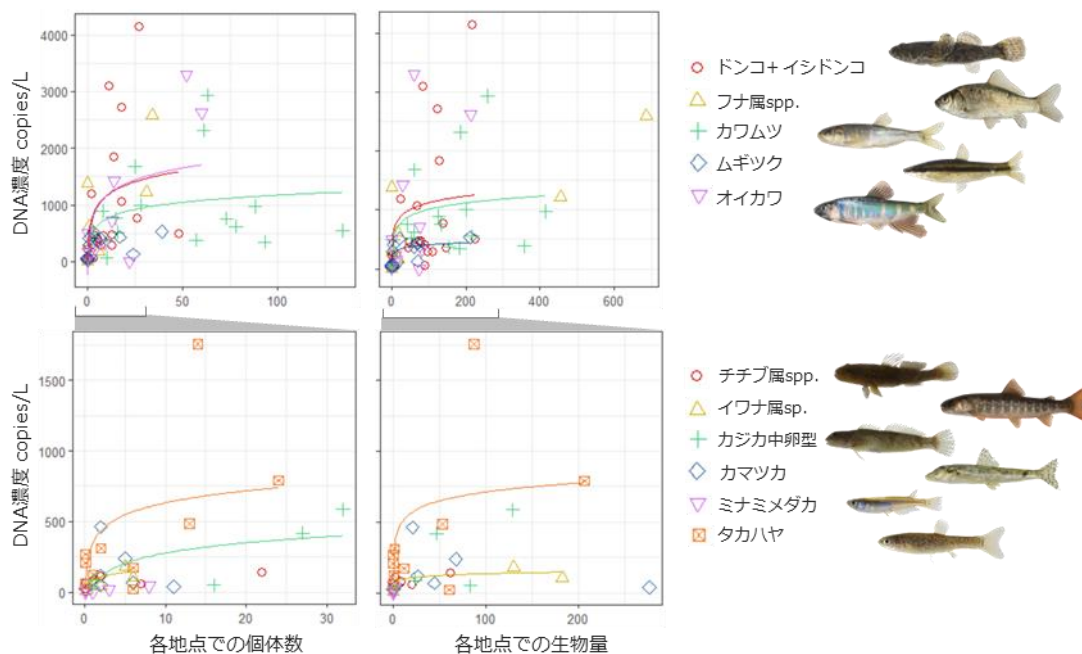 DNA濃度 copies/L
4000
3000
2000
1000
0
0
50
100
0
200
400
600
ドンコ+ イシドンコ
フナ属spp.
カワムツ
ムギツク
オイカワ
DNA濃度 copies/L
1500
1000
500
0
0
10
20
30
0
100
200
各地点での個体数
各地点での生物量
チチブ属spp.
イワナ属sp.
カジカ中卵型
カマツカ
ミナミメダカ
タカハヤ